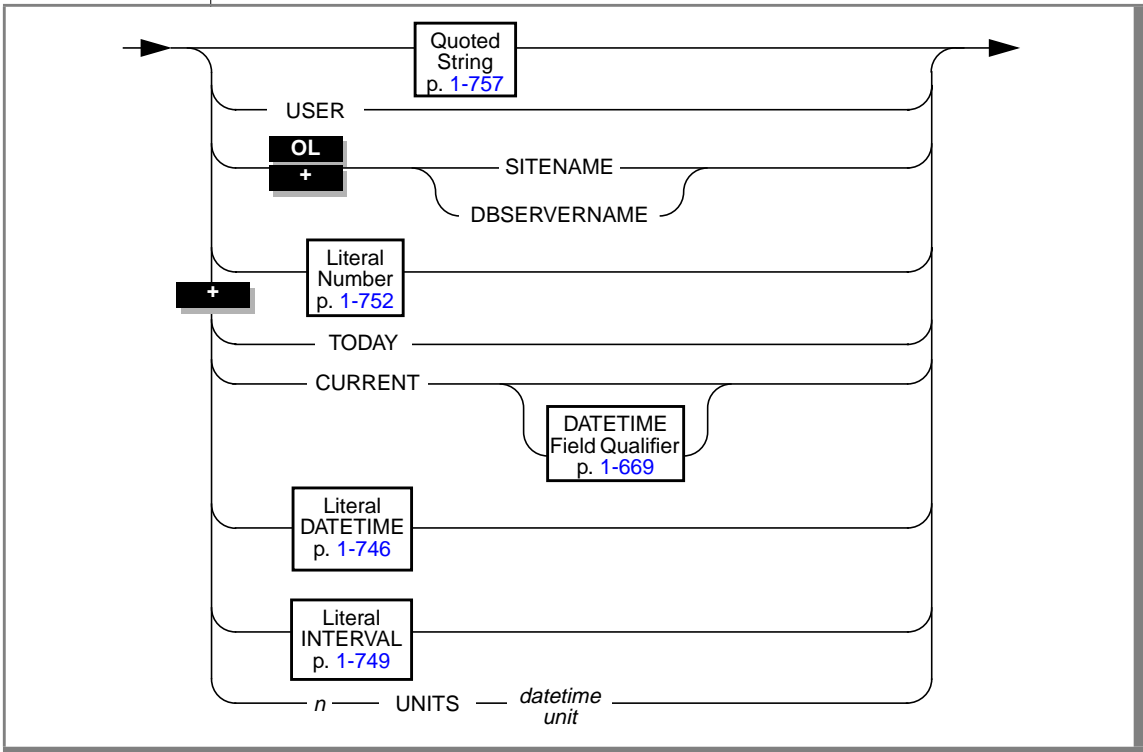 Quoted
String
p. 1-757
USER
OL
+
SITENAME
DBSERVERNAME
Literal
Number
p. 1-752
+
TODAY
CURRENT
DATETIME
Field Qualifier
p. 1-669
Literal
DATETIME
p. 1-746
Literal
INTERVAL
p. 1-749
n UNITS datetime
unit